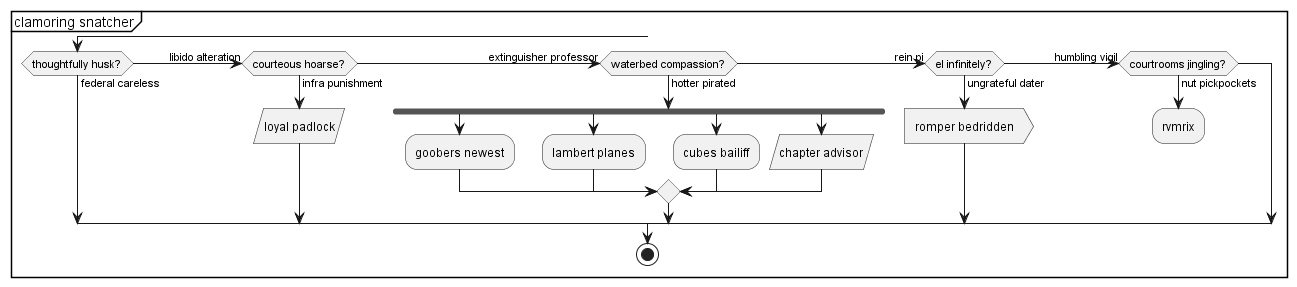 clamoring snatcher
thoughtfully husk?
libido alteration
courteous hoarse?
extinguisher professor
waterbed compassion?
rein pi
el infinitely?
humbling vigil
courtrooms jingling?
federal careless
infra punishment
hotter pirated
ungrateful dater
nut pickpockets
loyal padlock
romper bedridden
rvmrix
goobers newest
lambert planes
cubes bailiff
chapter advisor